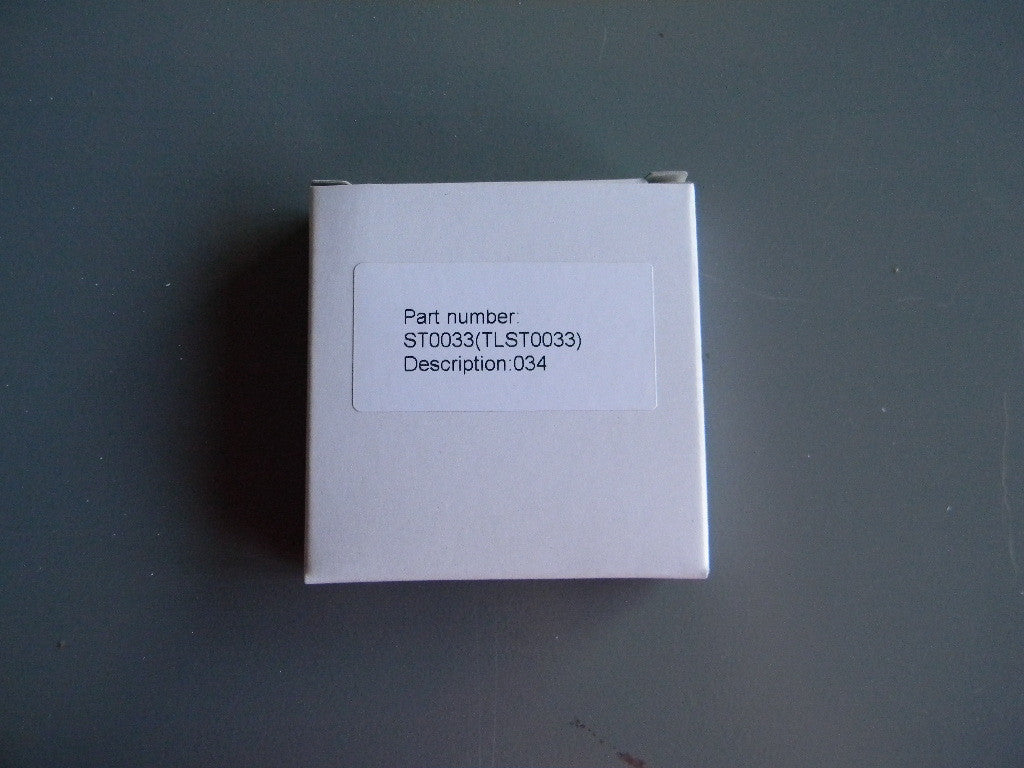 Part number:
ST0033(TLST0033)
Description:034